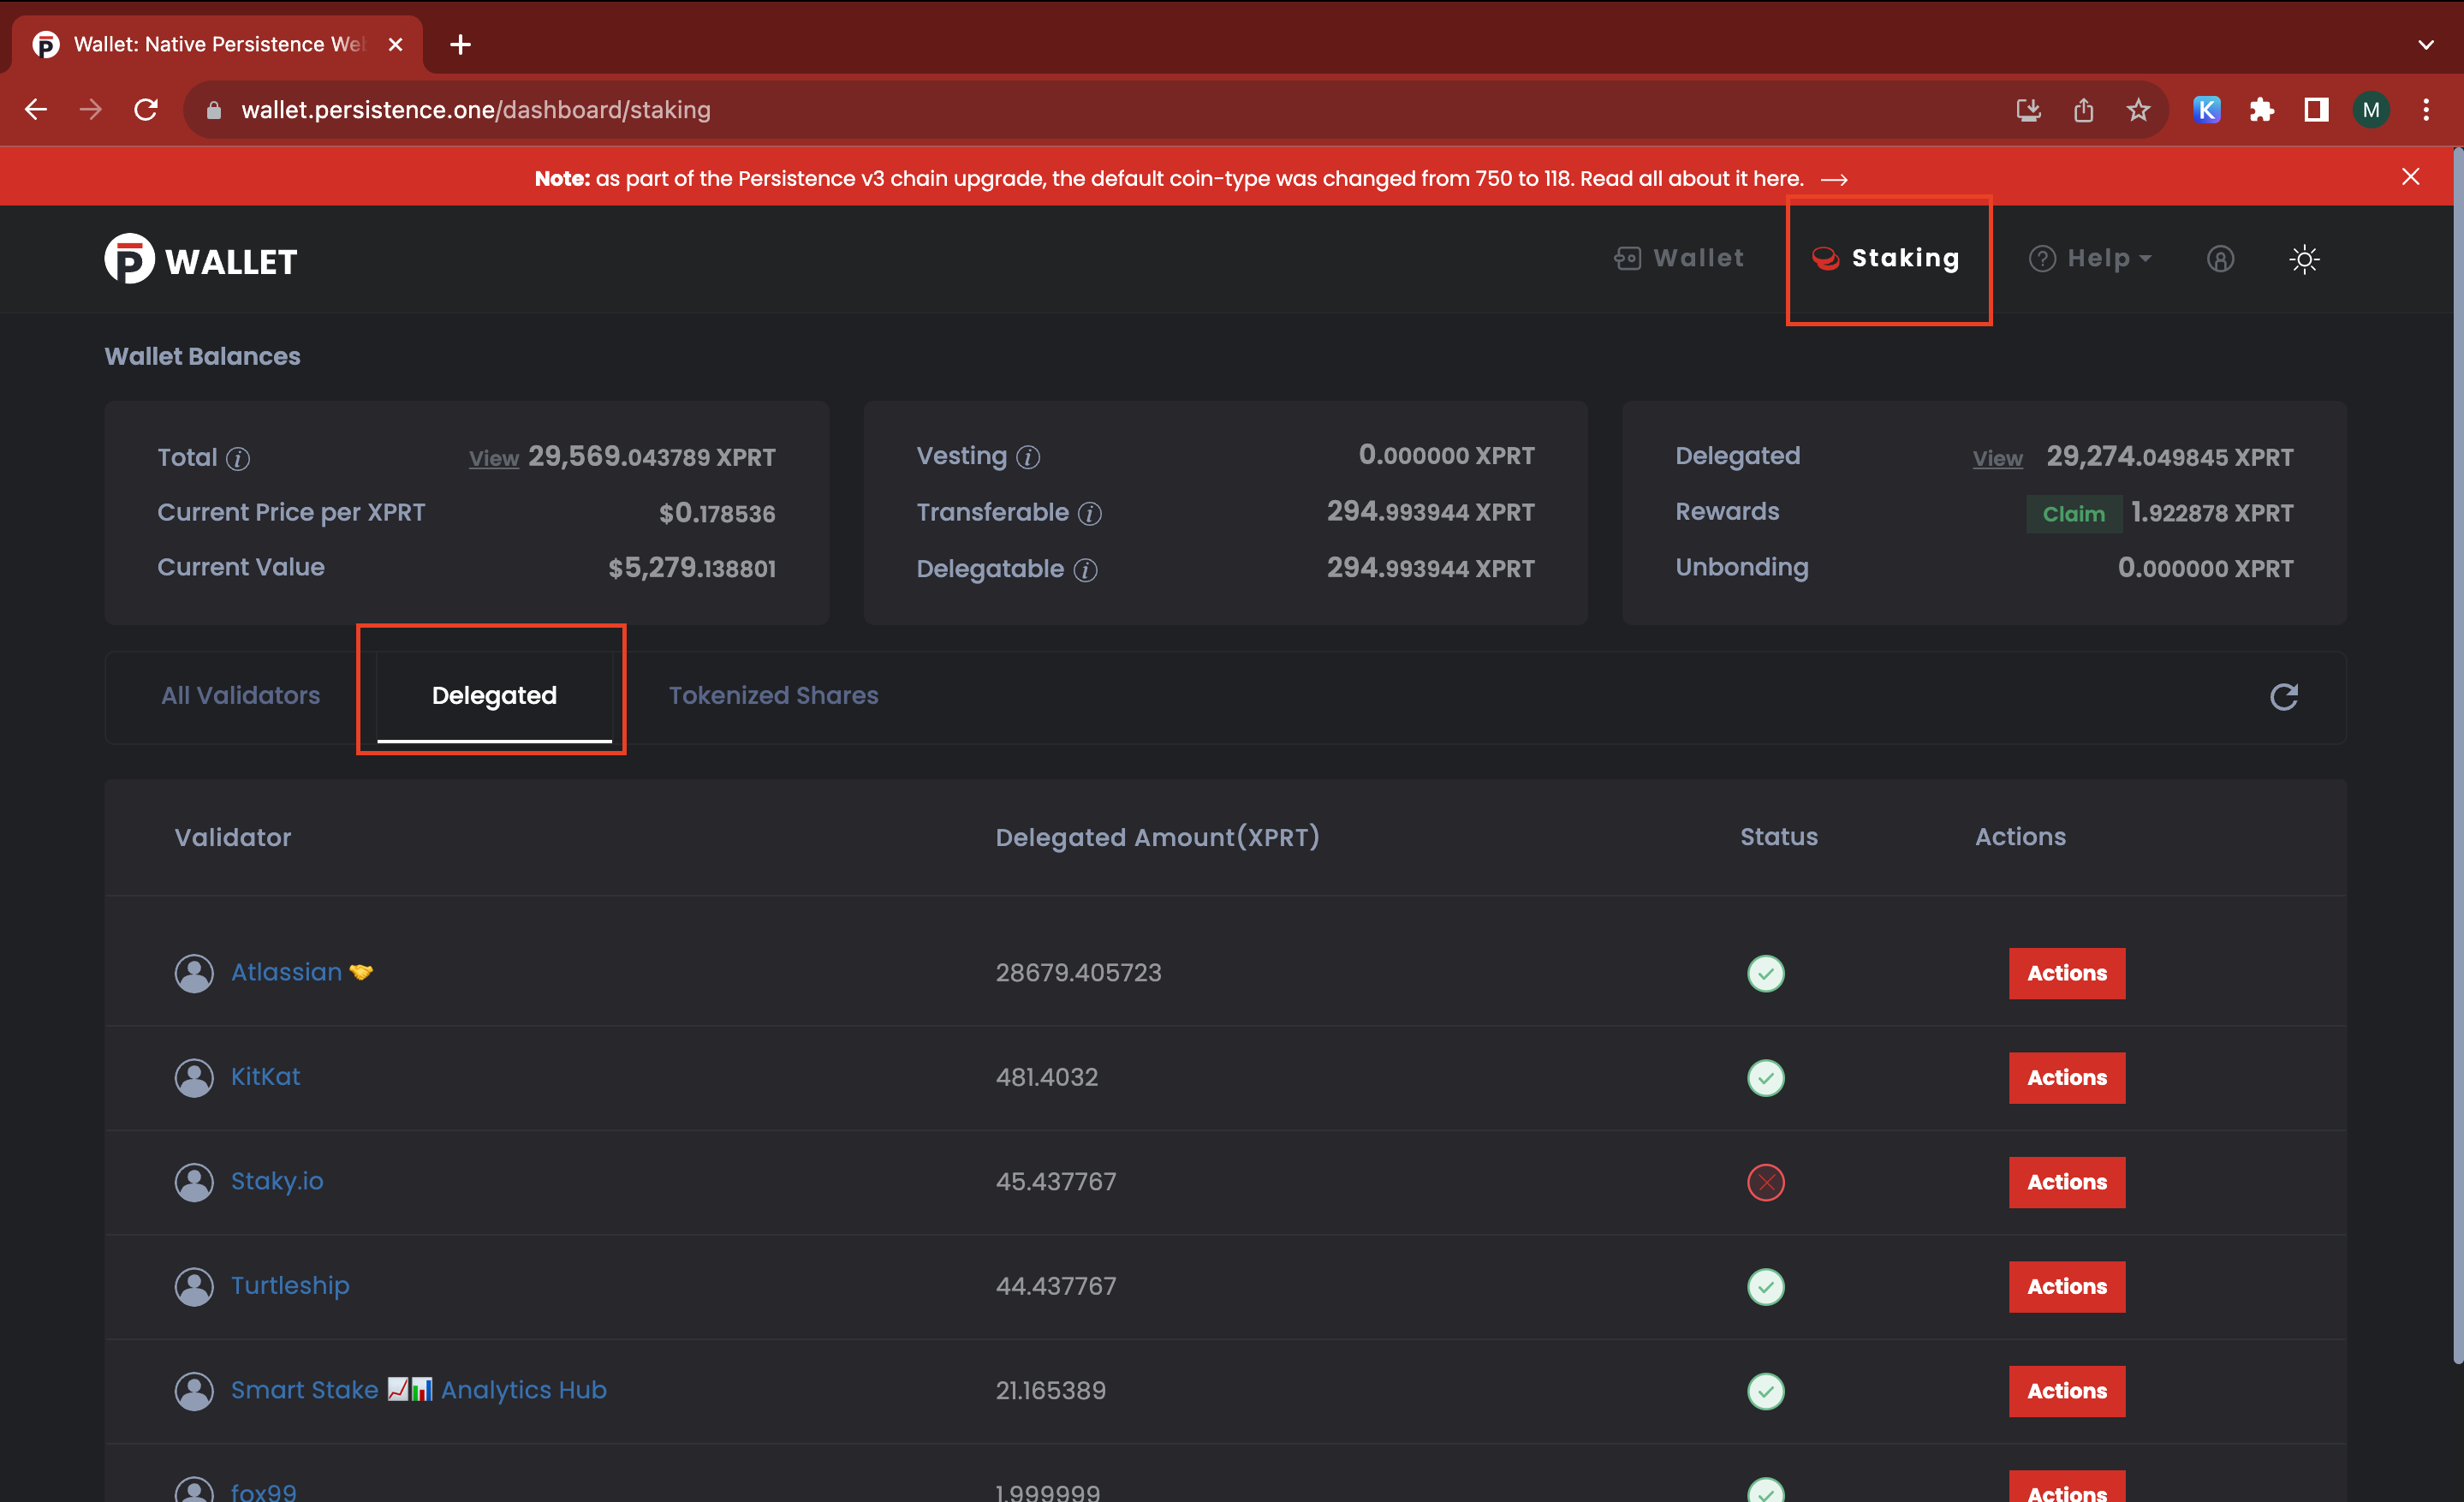 Wallet: Native Persistence We
wallet.persistence.one/dashboard/staking
K
M
Note: as part of the Persistence v3 chain upgrade, the default coin-type was changed from 750 to 118. Read all about it here. →
WALLET
Wallet
Staking
Help
Wallet Balances
Total View 29,569.043789 XPRT
Current Price per XPRT $0.178536
Current Value $5,279.138801
Vesting 0.000000 XPRT
Transferable 294.993944 XPRT
Delegatable 294.993944 XPRT
Delegated View 29,274.049845 XPRT
Rewards Claim 1.922878 XPRT
Unbonding 0.000000 XPRT
All Validators Delegated Tokenized Shares
Validator Delegated Amount(XPRT) Status Actions
Atlassian 🤝 28679.405723 Actions
KitKat 481.4032 Actions
Staky.io 45.437767 Actions
Turtleship 44.437767 Actions
Smart Stake 📈📊 Analytics Hub 21.165389 Actions
fox99 1.999999 Actions